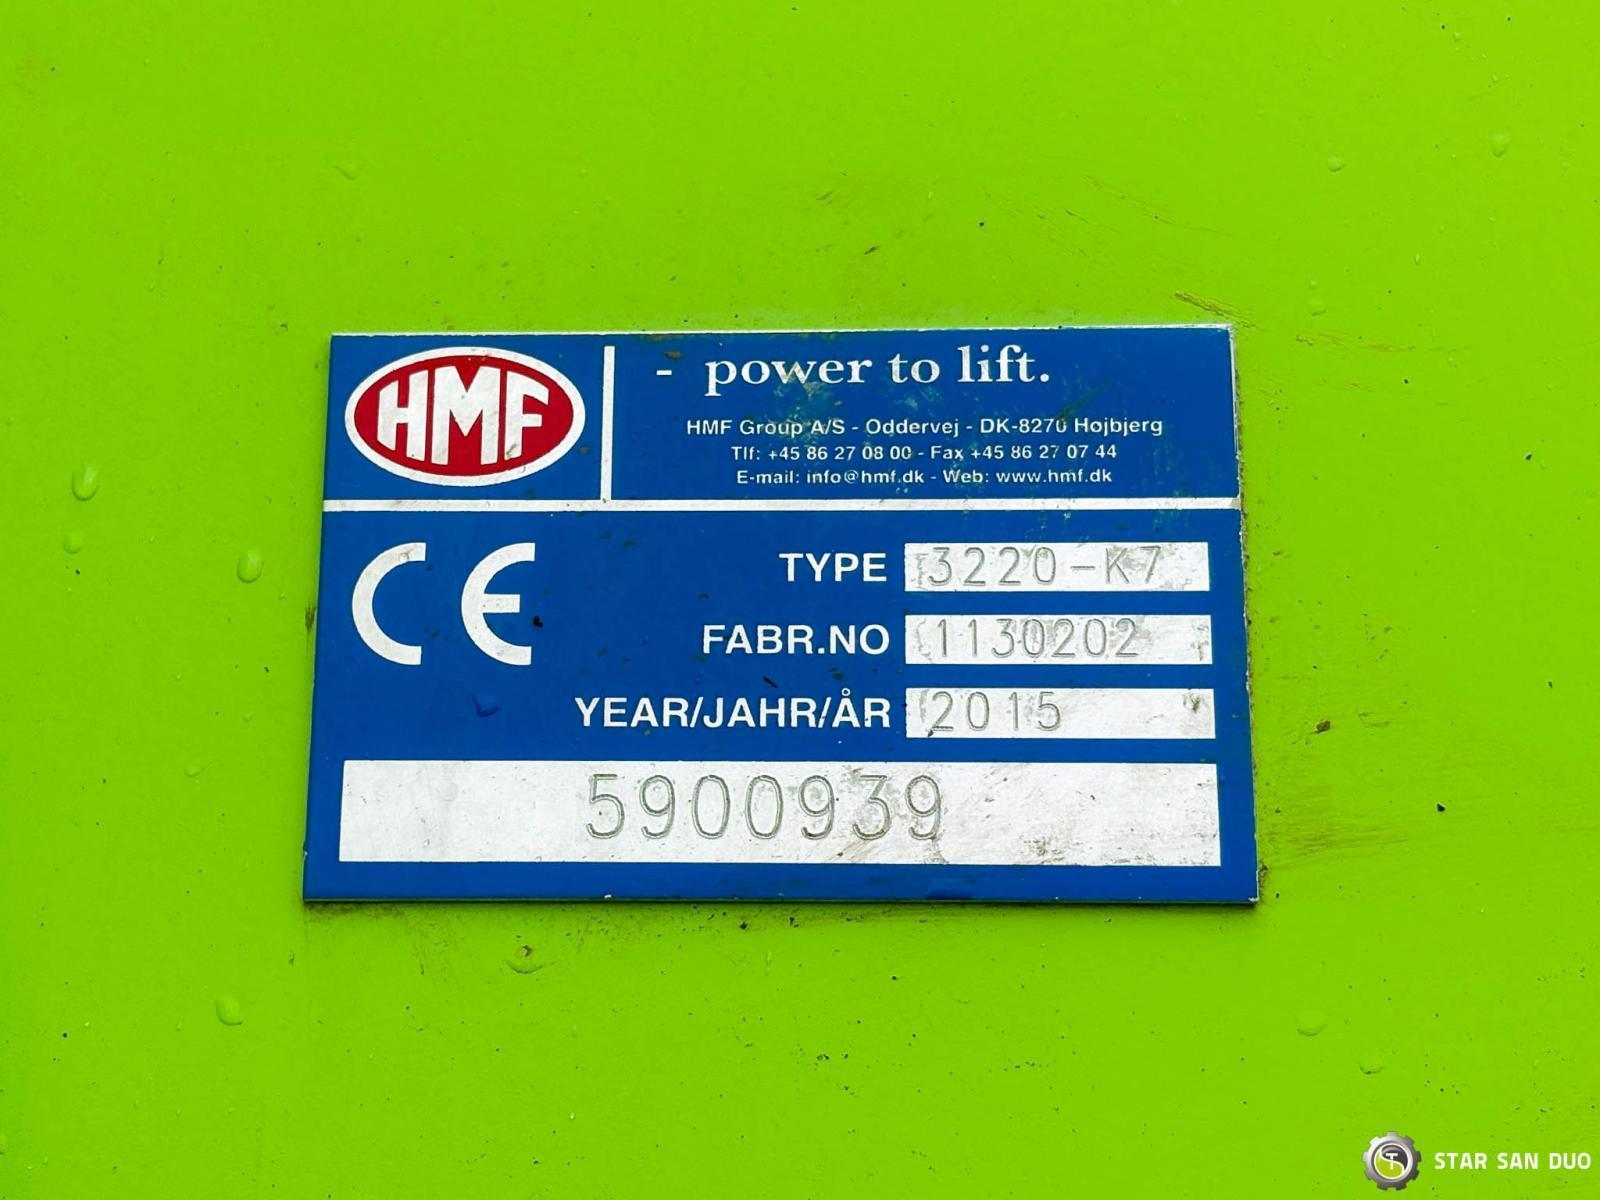 HMF
- power to lift.
HMF Group A/S - Oddervej - DK-8270 Højbjerg
Tlf: +45 86 27 08 00 - Fax +45 86 27 07 44
E-mail: info@hmf.dk - Web: www.hmf.dk
CE
TYPE 3220-K7
FABR.NO 1130202
YEAR/JAHR/ÅR 2015
5900939
STAR SAN DUO